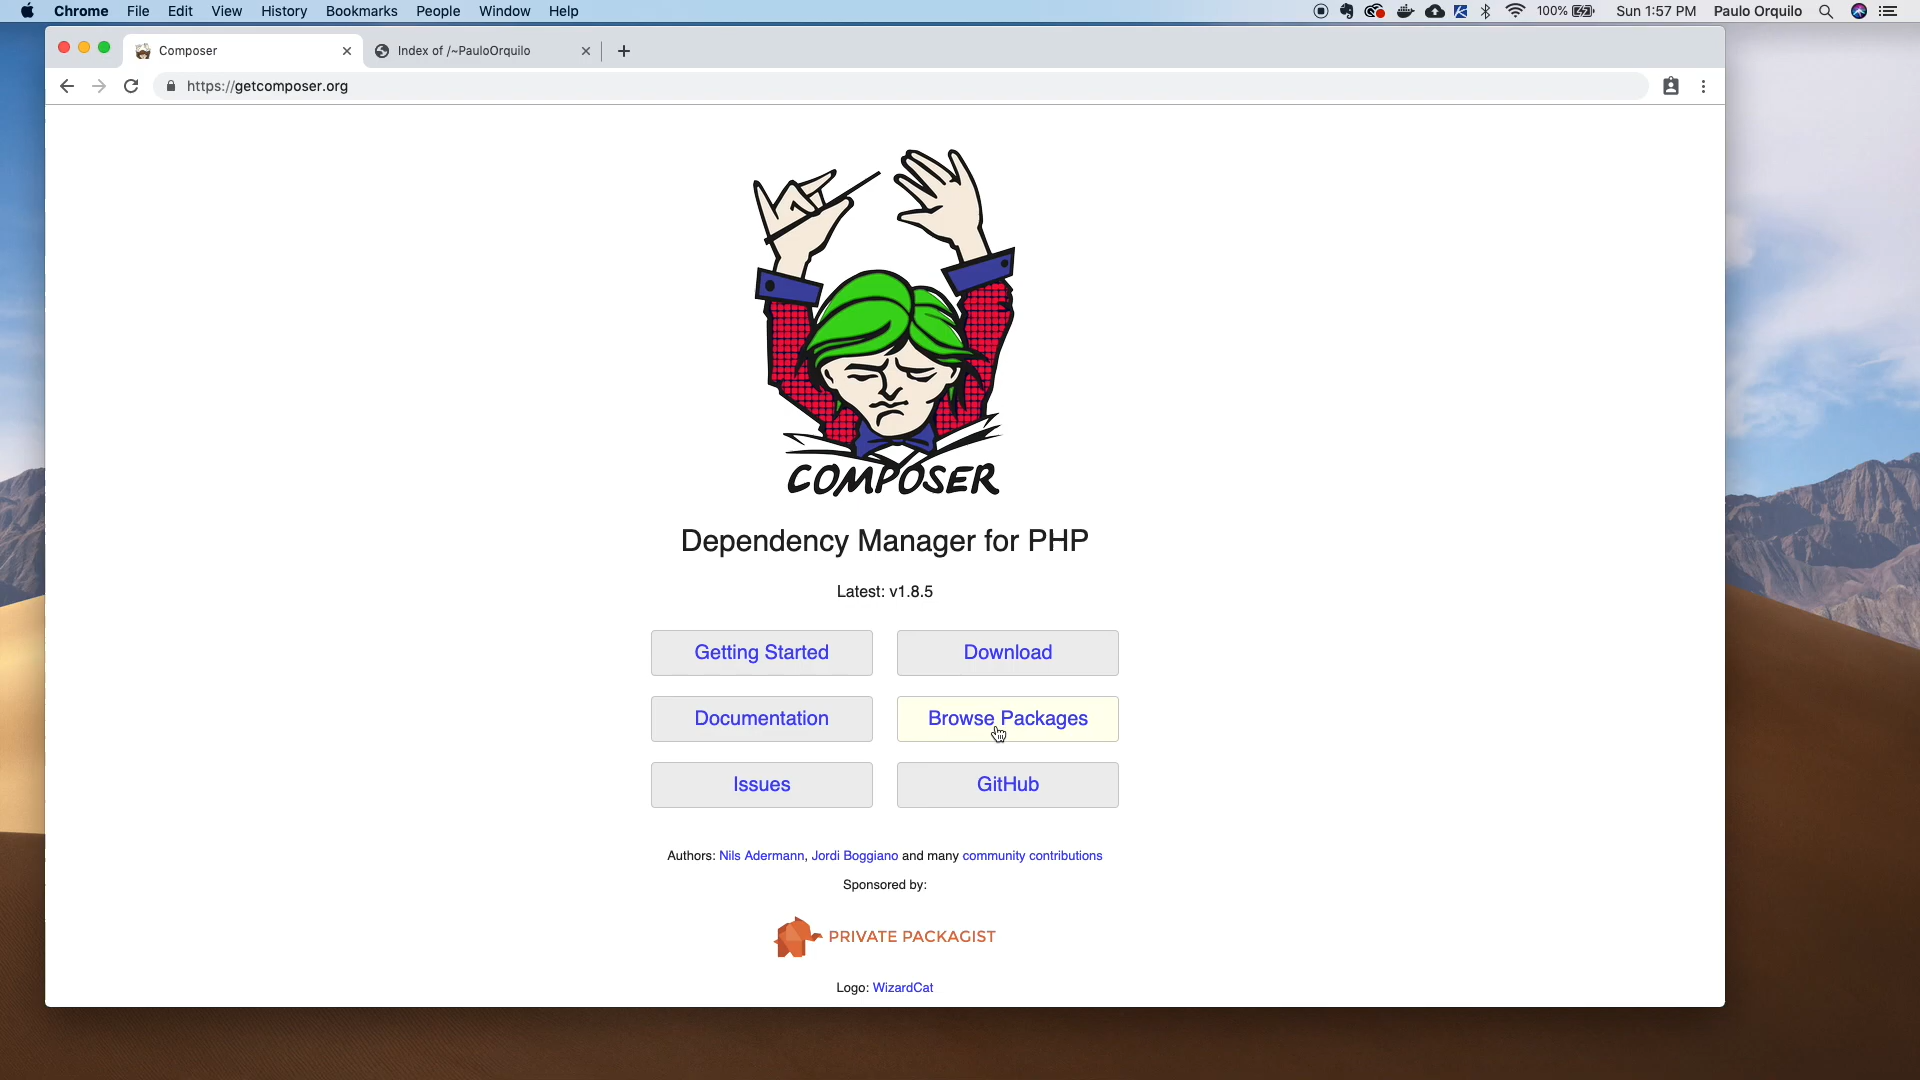 Chrome File Edit View History Bookmarks People Window Help 100% Sun 1:57 PM Paulo Orquilo
Composer Index of /~PauloOrquilo
https://getcomposer.org
COMPOSER
Dependency Manager for PHP
Latest: v1.8.5
Getting Started Download
Documentation Browse Packages
Issues GitHub
Authors: Nils Adermann, Jordi Boggiano and many community contributions
Sponsored by:
PRIVATE PACKAGIST
Logo: WizardCat